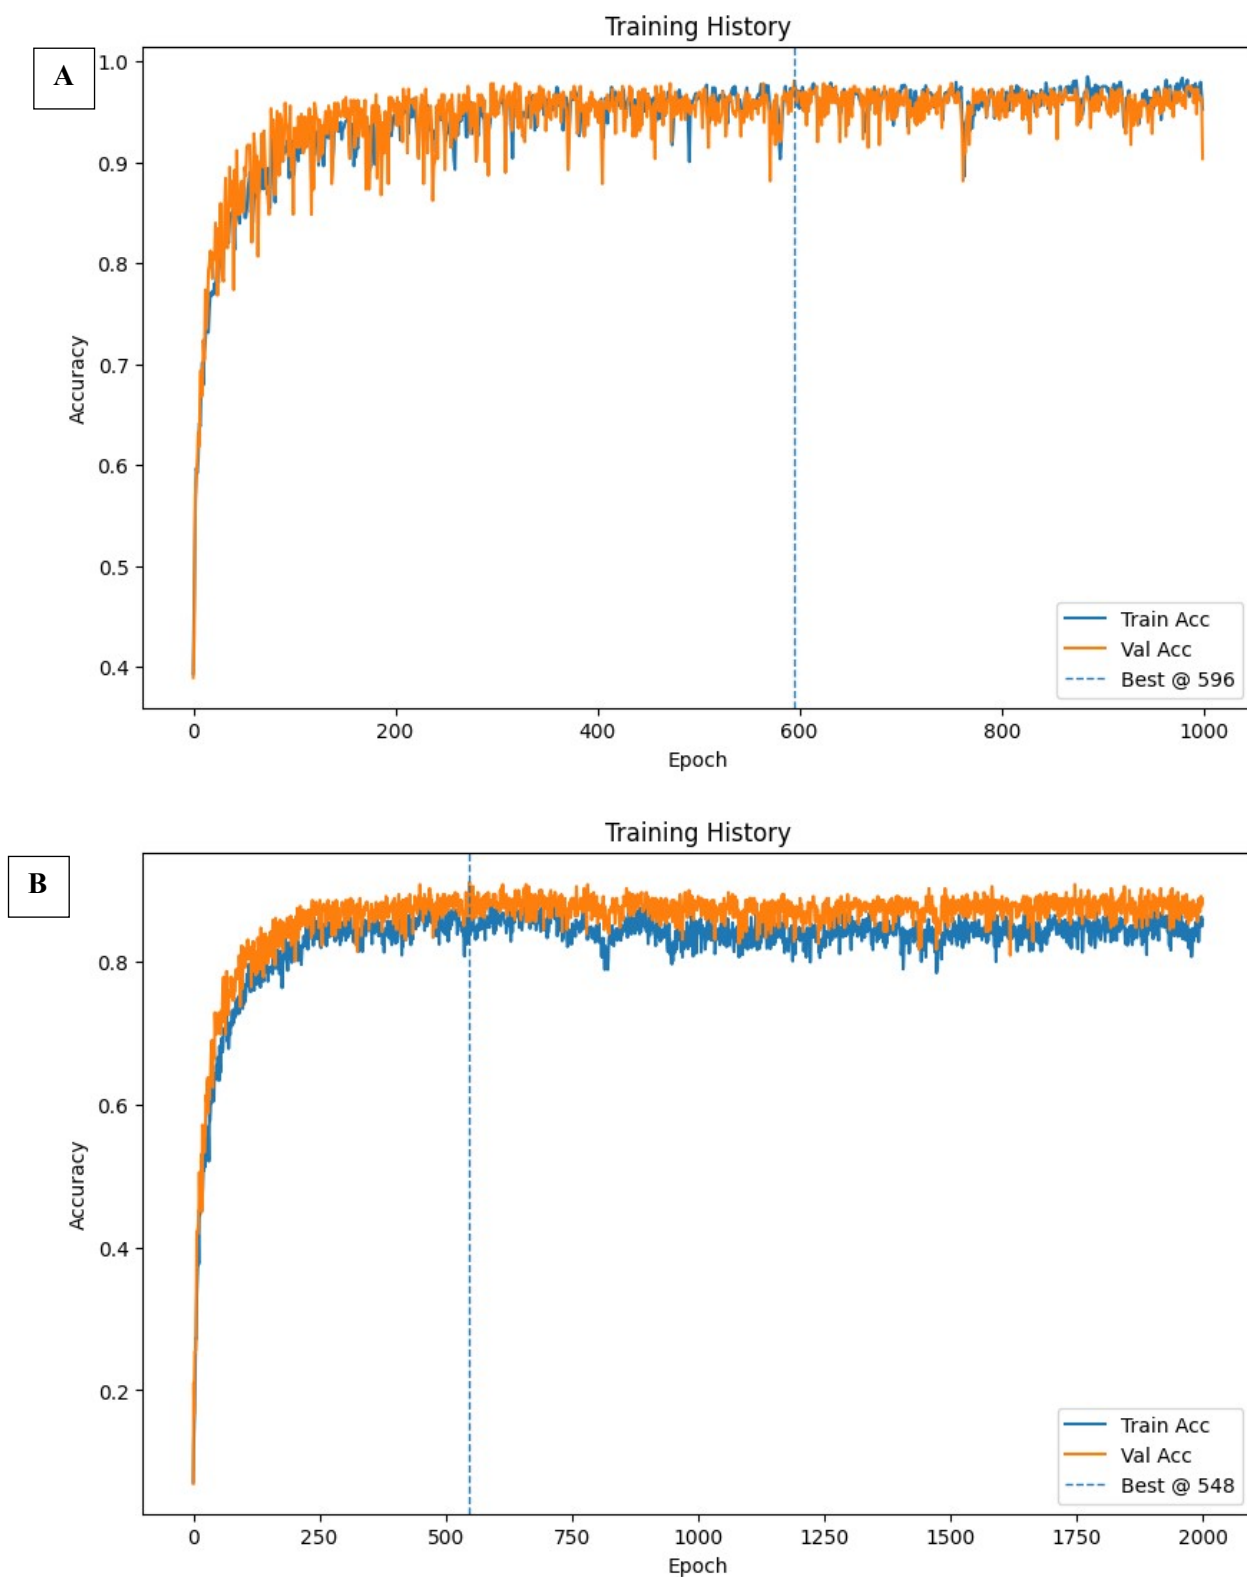 Training History
A
1.0
0.9
0.8
0.7
0.6
0.5
0.4
Accuracy
Train Acc
Val Acc
Best @ 596
0 200 400 600 800 1000
Epoch
Training History
B
0.8
0.6
0.4
0.2
Accuracy
Train Acc
Val Acc
Best @ 548
0 250 500 750 1000 1250 1500 1750 2000
Epoch